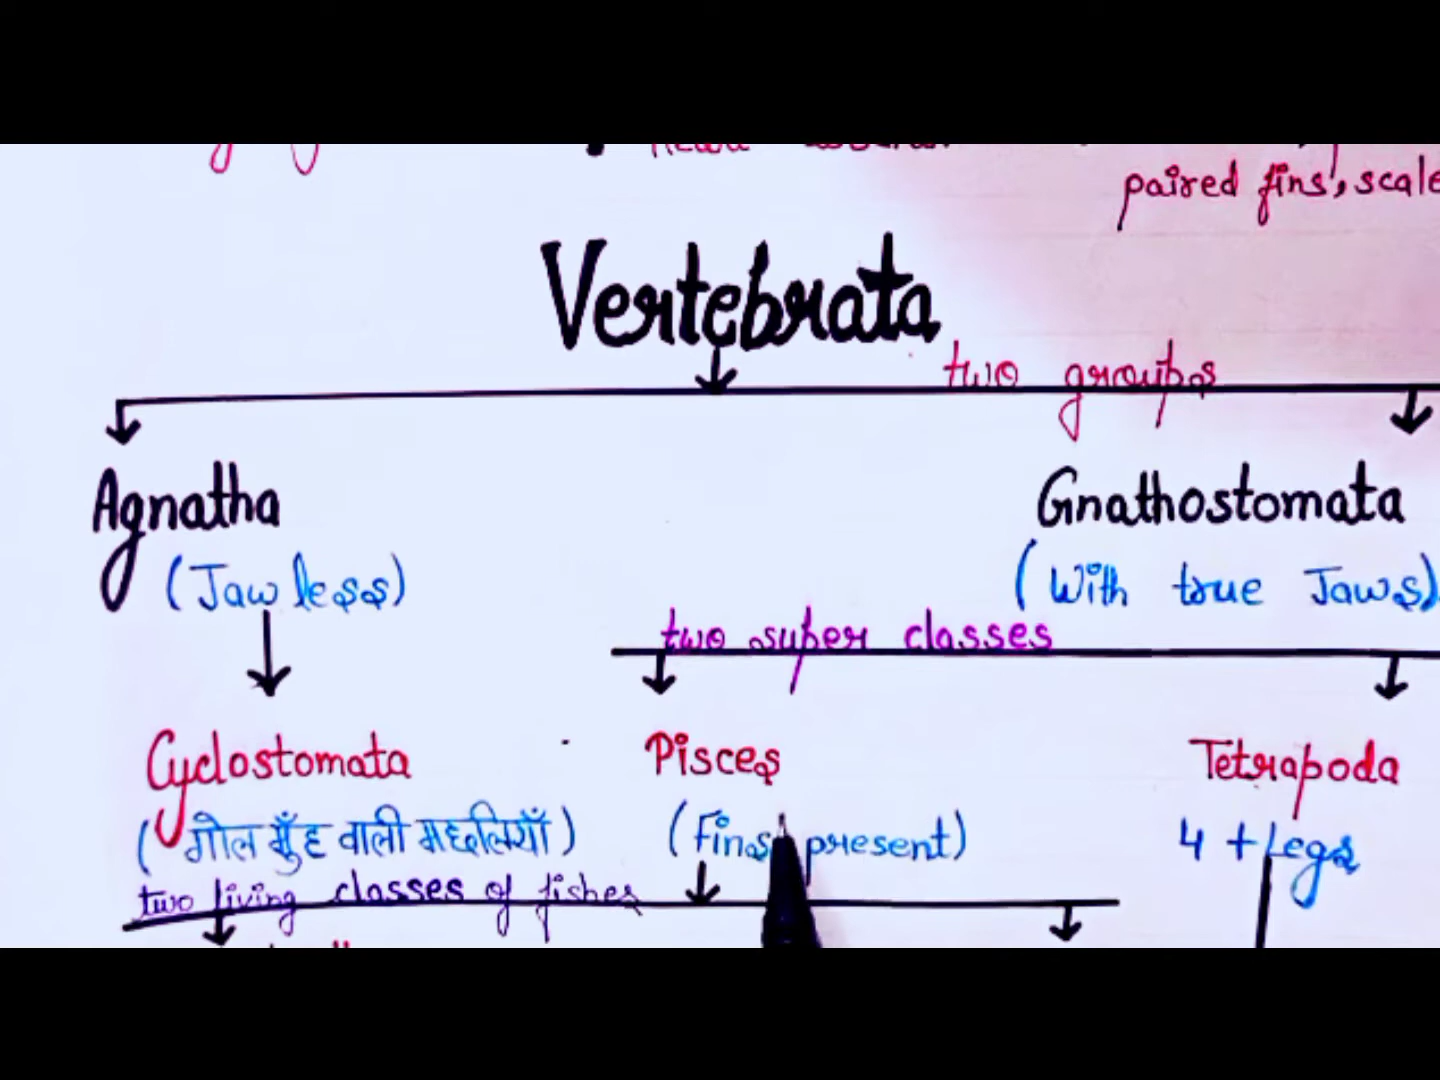 paired fins, scale
Vertebrata
two groups
Agnatha
Gnathostomata
(Jaw less)
(With true Jaws)
two super classes
Cyclostomata
Pisces
Tetrapoda
(गोल मुँह वाली मछलियाँ)
(Fins present)
4 + Legs
two living classes of fishes